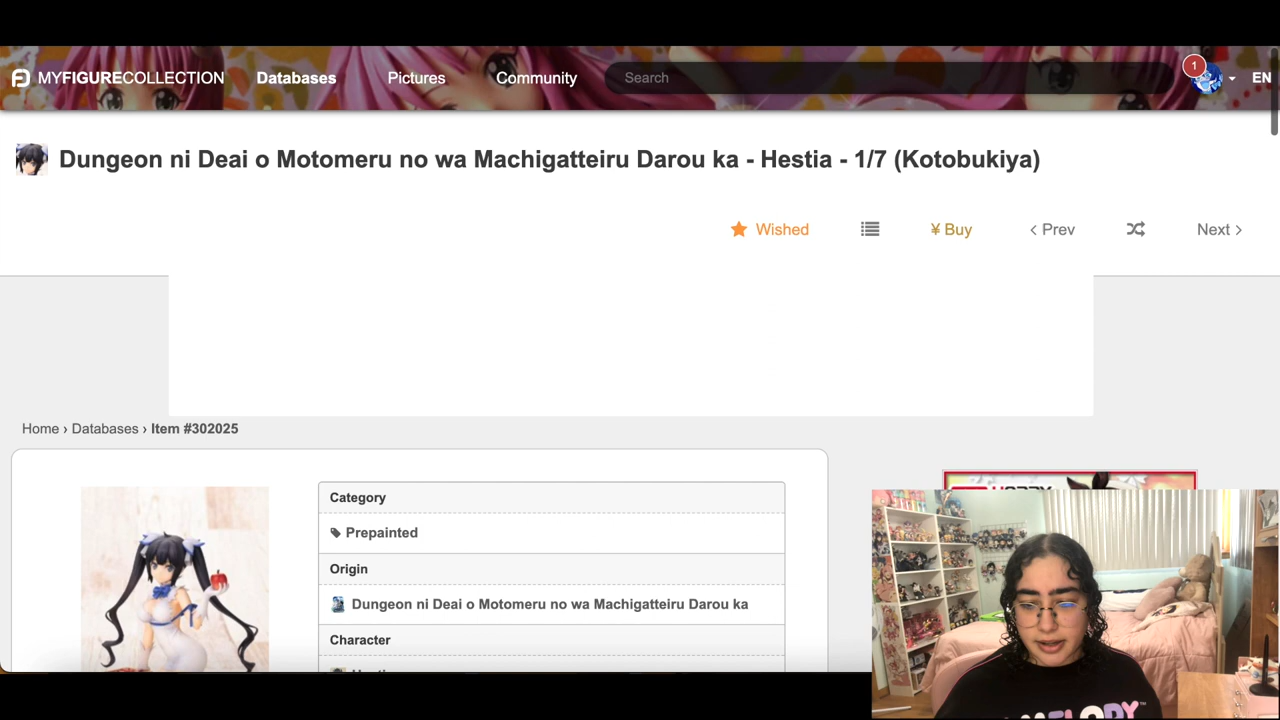 MYFIGURECOLLECTION Databases Pictures Community Search 1 EN
Dungeon ni Deai o Motomeru no wa Machigatteiru Darou ka - Hestia - 1/7 (Kotobukiya)
Wished ¥ Buy ‹ Prev Next ›
Home › Databases › Item #302025
Category
Prepainted
Origin
Dungeon ni Deai o Motomeru no wa Machigatteiru Darou ka
Character
MELODY™